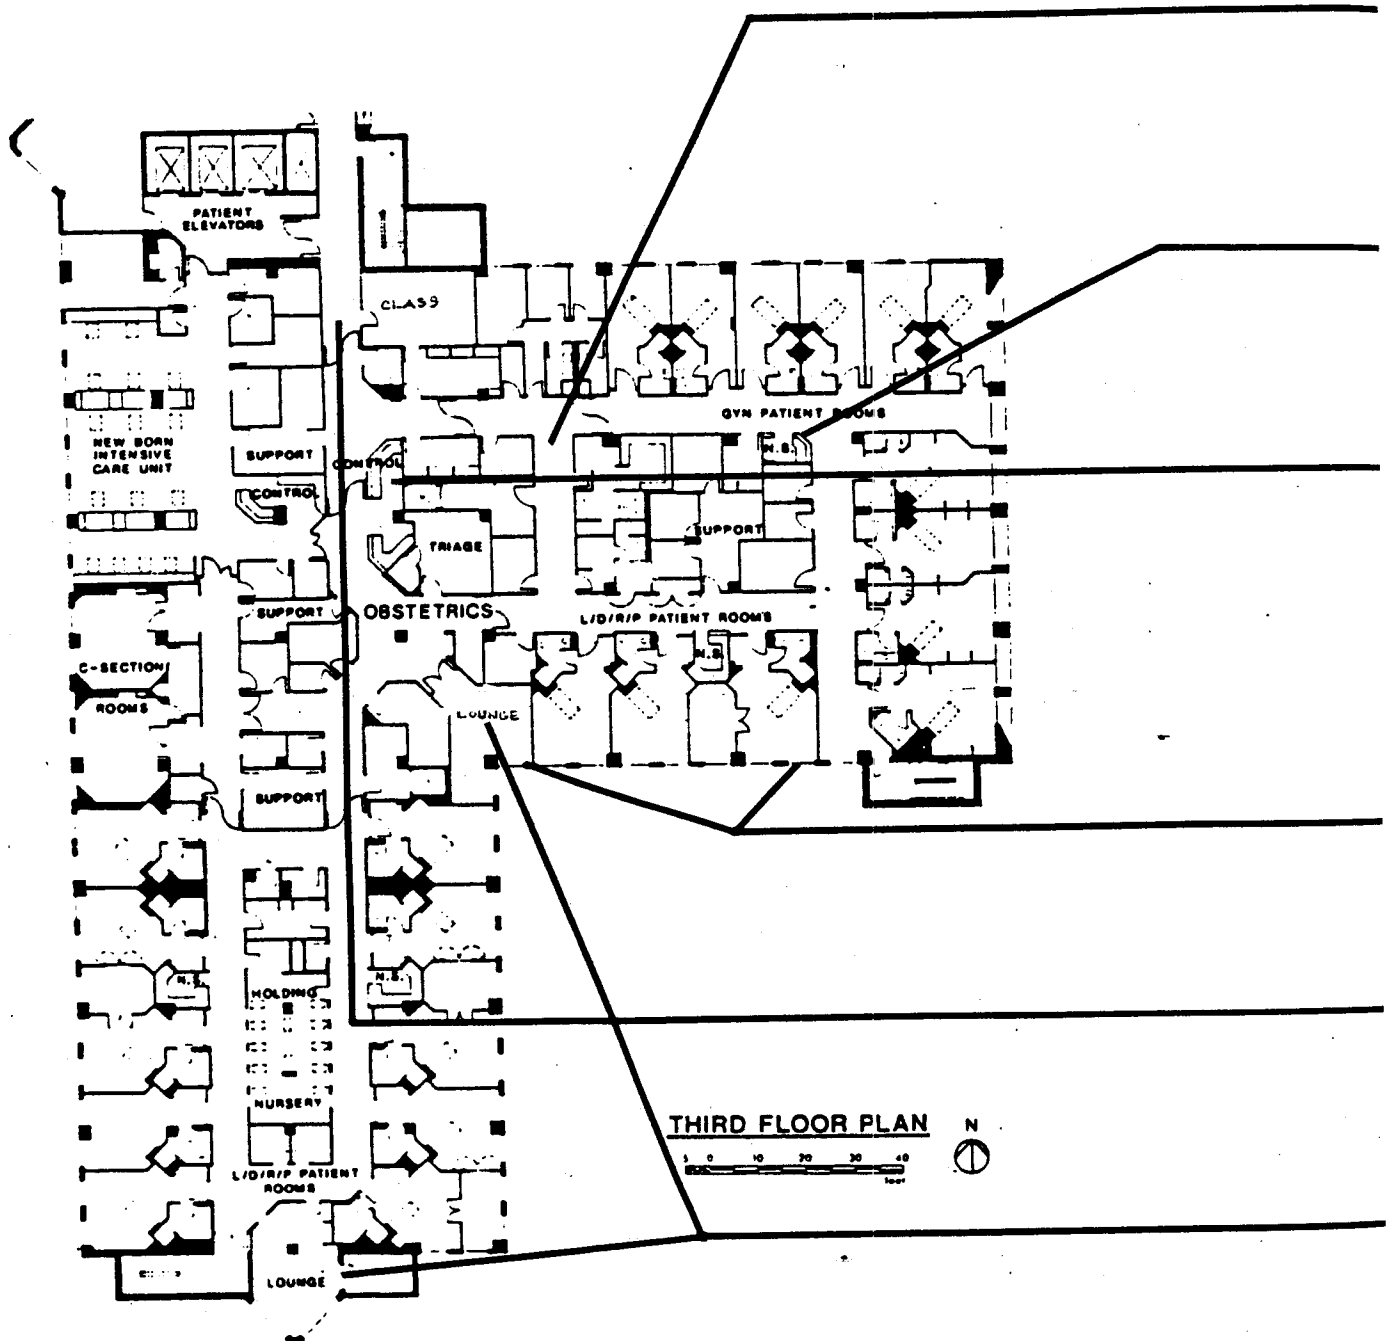 PATIENT
ELEVATORS
CLASS
GYN PATIENT ROOMS
NEW BORN
INTENSIVE
CARE UNIT
SUPPORT
CONTROL
N.S.
CONTROL
TRIAGE
SUPPORT
SUPPORT
OBSTETRICS
L/D/R/P PATIENT ROOMS
N.S.
C-SECTION
ROOMS
LOUNGE
SUPPORT
N.S.
HOLDING
N.S.
NURSERY
L/D/R/P PATIENT
ROOMS
LOUNGE
THIRD FLOOR PLAN
N
5 0 10 20 30 40
feet